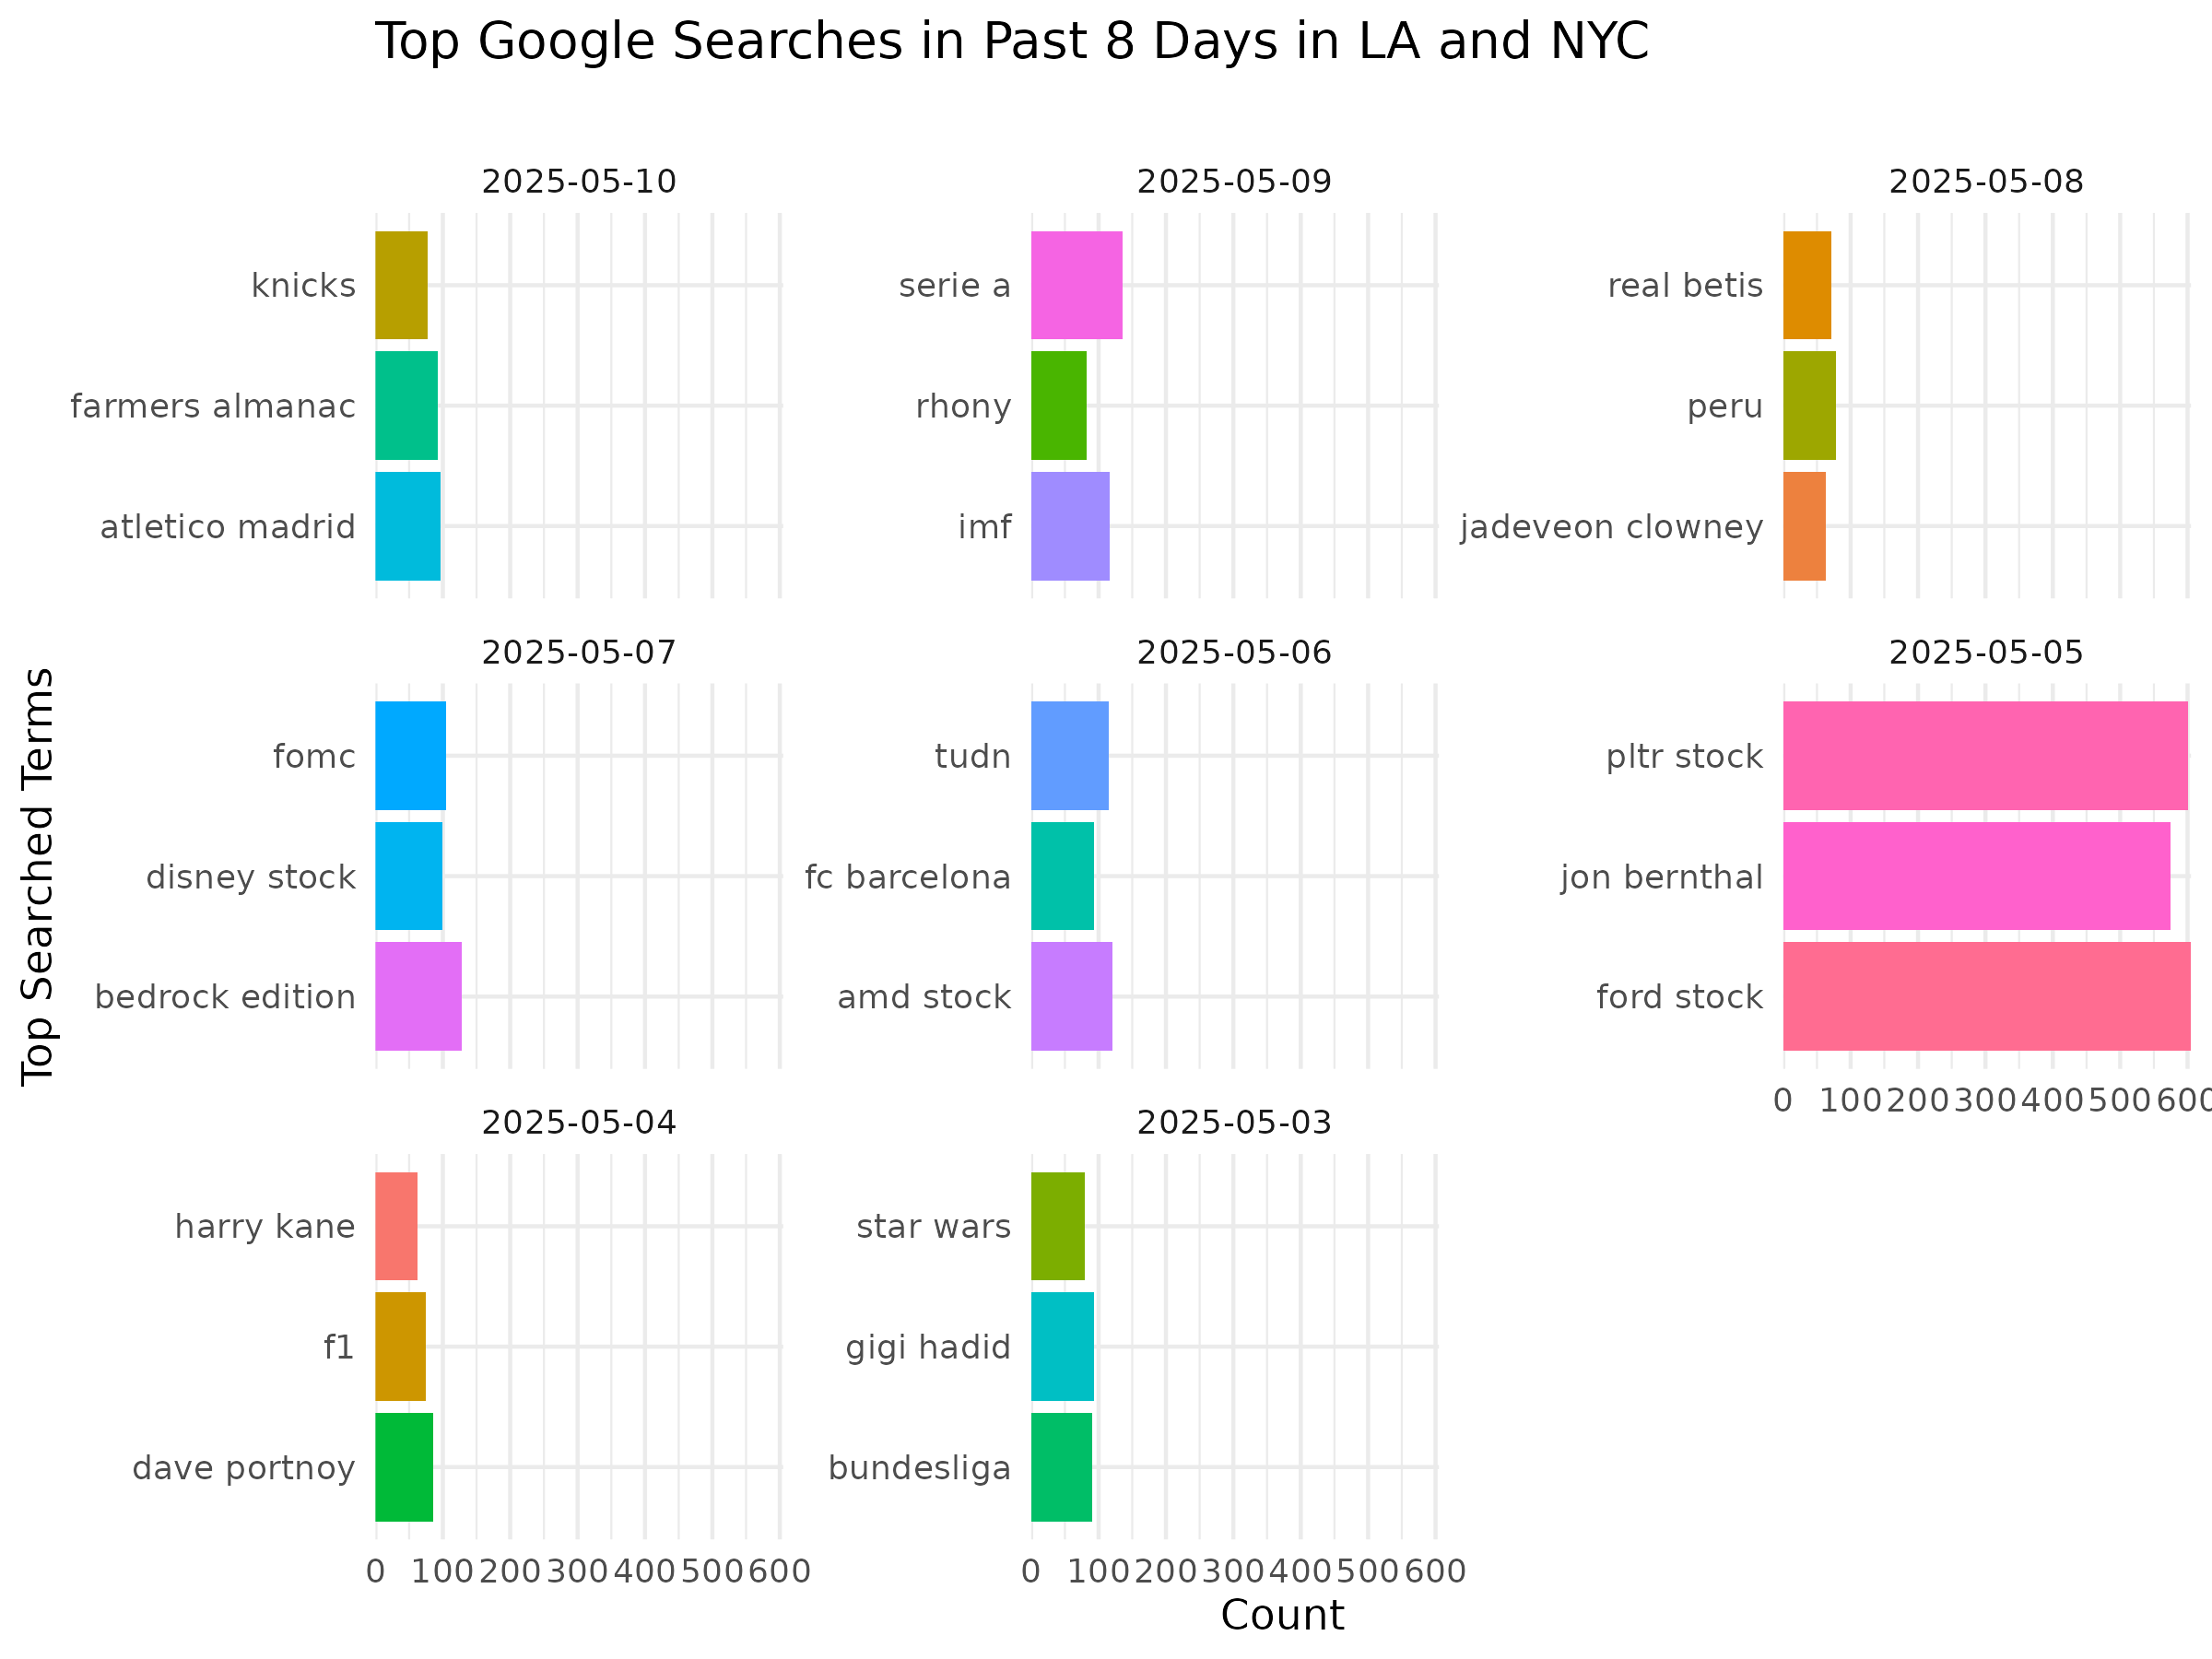 Top Google Searches in Past 8 Days in LA and NYC
2025-05-10
2025-05-09
2025-05-08
knicks
farmers almanac
atletico madrid
serie a
rhony
imf
real betis
peru
jadeveon clowney
2025-05-07
2025-05-06
2025-05-05
fomc
disney stock
bedrock edition
tudn
fc barcelona
amd stock
pltr stock
jon bernthal
ford stock
0 100 200 300 400 500 600
2025-05-04
2025-05-03
harry kane
f1
dave portnoy
star wars
gigi hadid
bundesliga
0 100 200 300 400 500 600
0 100 200 300 400 500 600
Count
Top Searched Terms